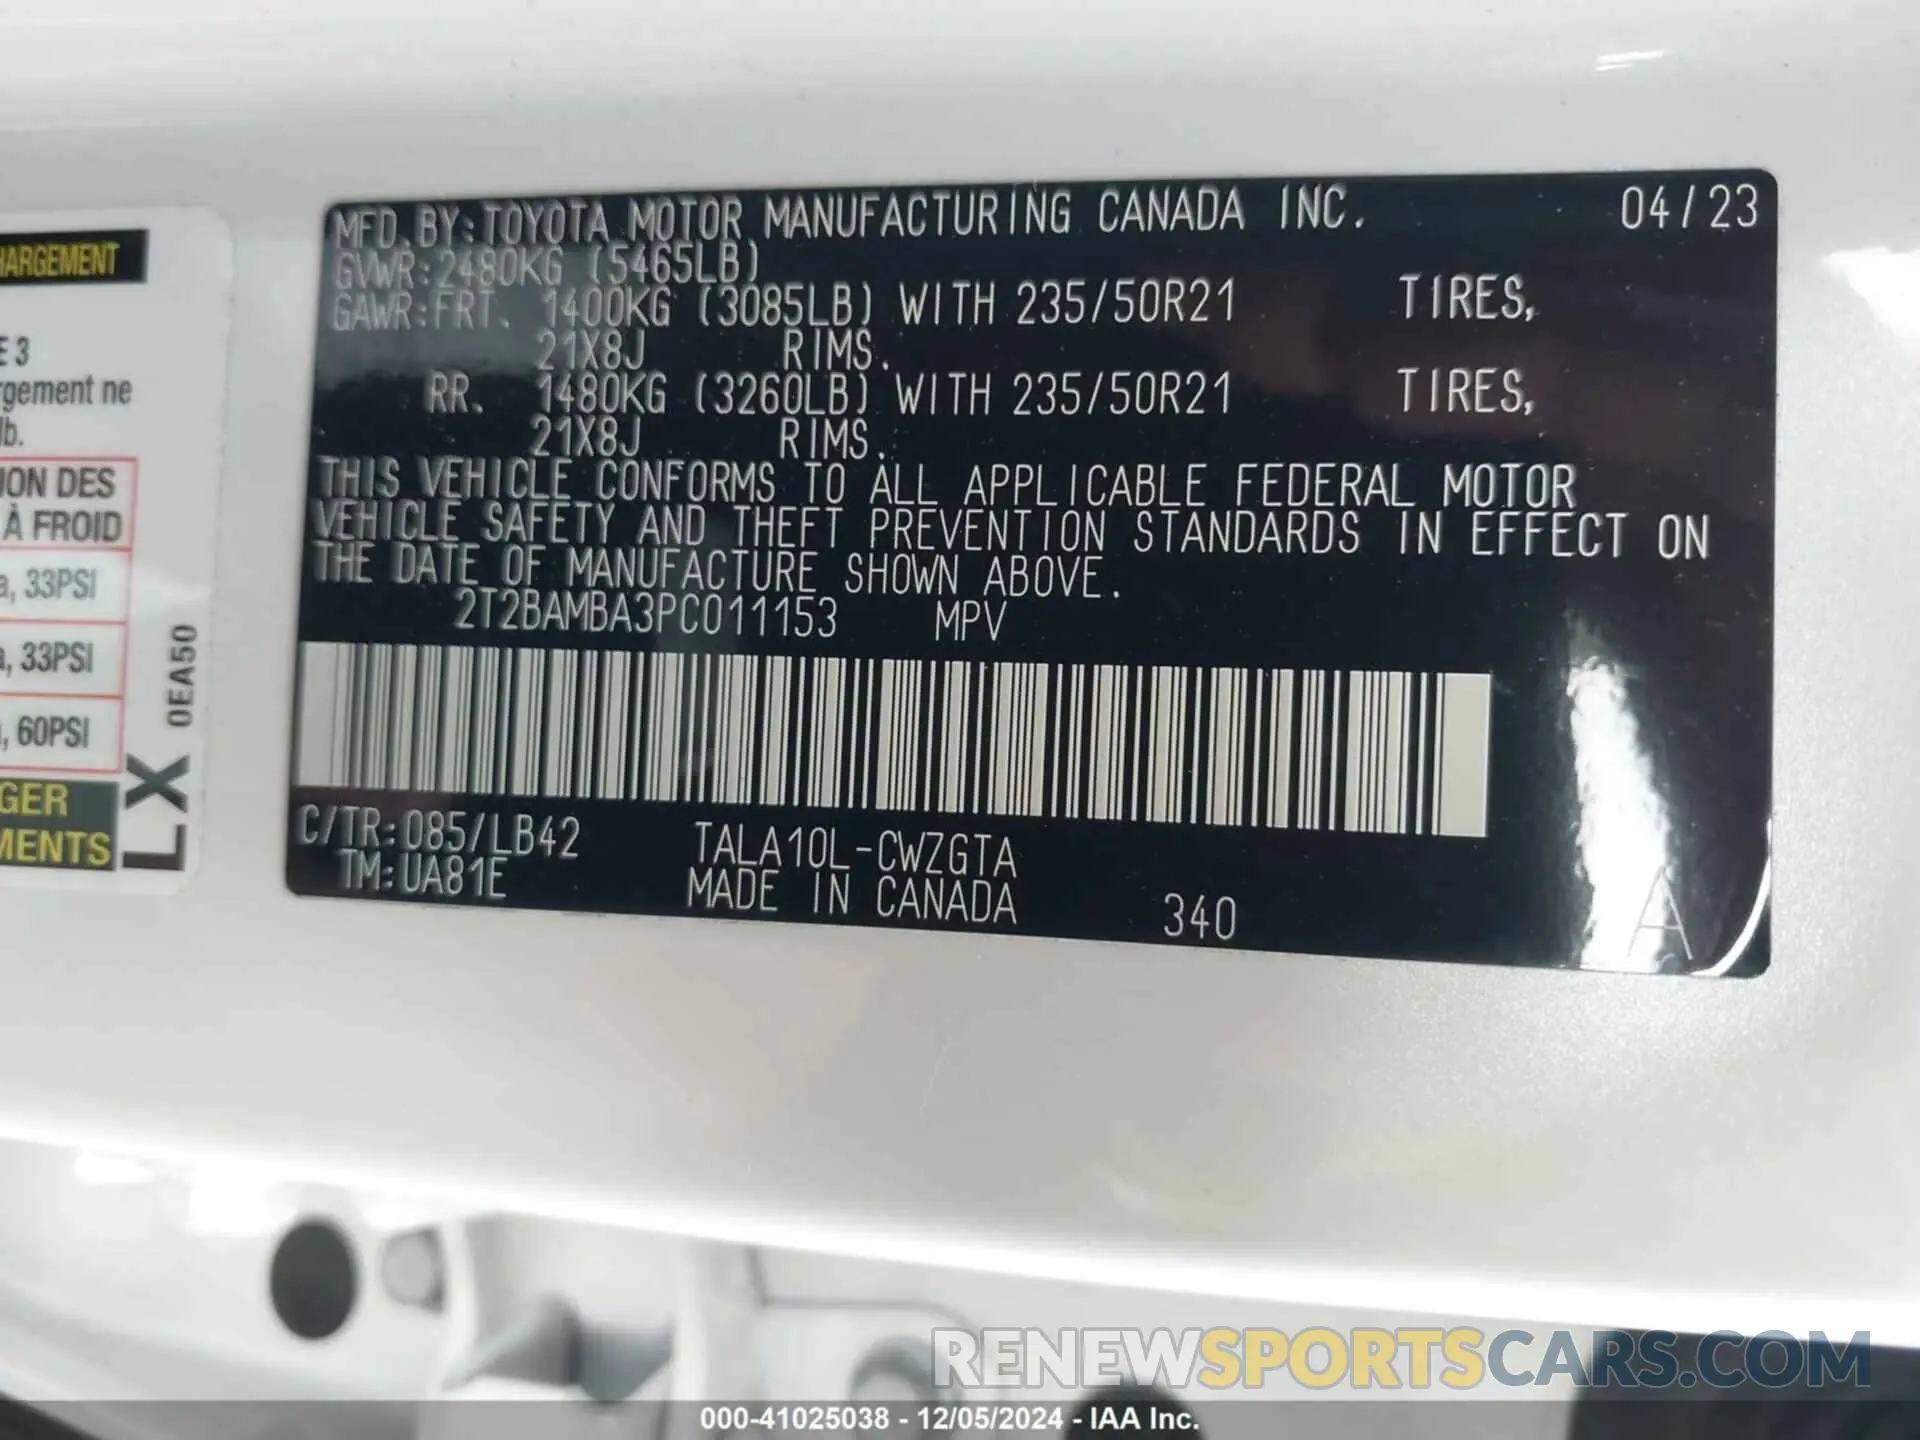 HARGEMENT
E 3
rgement ne
lb.
ION DES
À FROID
a, 33PSI
a, 33PSI
, 60PSI
GER
MENTS
LX 0EA50
MFD. BY: TOYOTA MOTOR MANUFACTURING CANADA INC. 04/23
GVWR: 2480KG (5465LB)
GAWR: FRT. 1400KG (3085LB) WITH 235/50R21 TIRES,
21X8J RIMS.
RR. 1480KG (3260LB) WITH 235/50R21 TIRES,
21X8J RIMS.
THIS VEHICLE CONFORMS TO ALL APPLICABLE FEDERAL MOTOR
VEHICLE SAFETY AND THEFT PREVENTION STANDARDS IN EFFECT ON
THE DATE OF MANUFACTURE SHOWN ABOVE.
2T2BAMBA3PC011153 MPV
C/TR: 085/LB42 TALA10L-CWZGTA
TM: UA81E MADE IN CANADA 340 A
RENEWSPORTSCARS.COM
000-41025038 - 12/05/2024 - IAA Inc.